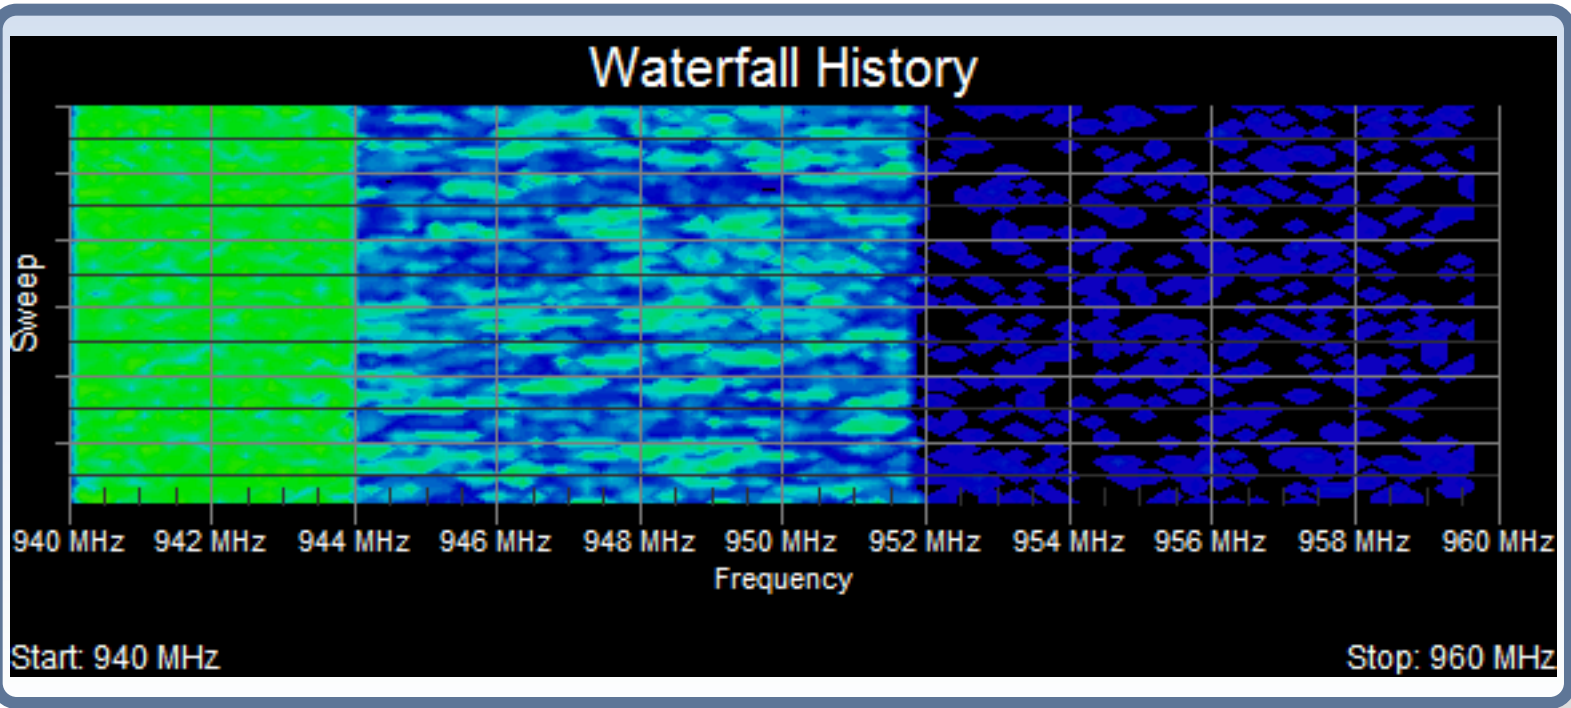 Waterfall History
Sweep
940 MHz 942 MHz 944 MHz 946 MHz 948 MHz 950 MHz 952 MHz 954 MHz 956 MHz 958 MHz 960 MHz
Frequency
Start: 940 MHz Stop: 960 MHz